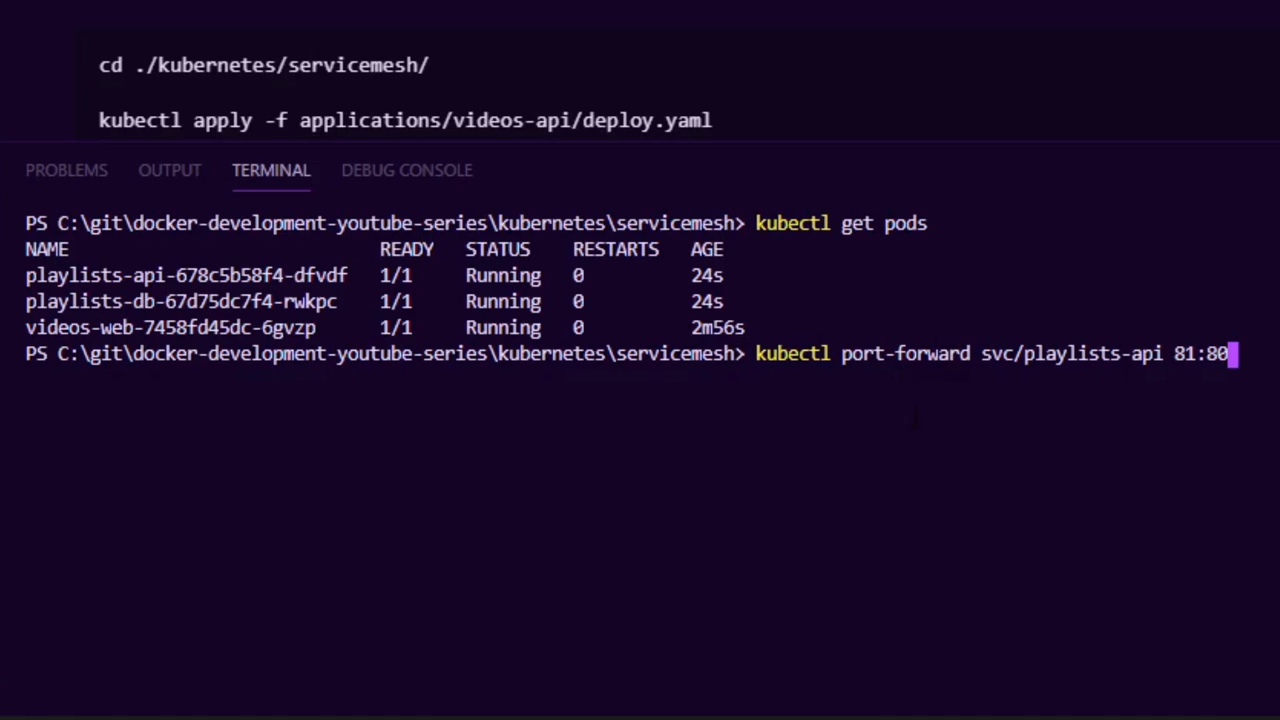 cd ./kubernetes/servicemesh/
kubectl apply -f applications/videos-api/deploy.yaml
PROBLEMS OUTPUT TERMINAL DEBUG CONSOLE
PS C:\git\docker-development-youtube-series\kubernetes\servicemesh> kubectl get pods
NAME READY STATUS RESTARTS AGE
playlists-api-678c5b58f4-dfvdf 1/1 Running 0 24s
playlists-db-67d75dc7f4-rwkpc 1/1 Running 0 24s
videos-web-7458fd45dc-6gvzp 1/1 Running 0 2m56s
PS C:\git\docker-development-youtube-series\kubernetes\servicemesh> kubectl port-forward svc/playlists-api 81:80